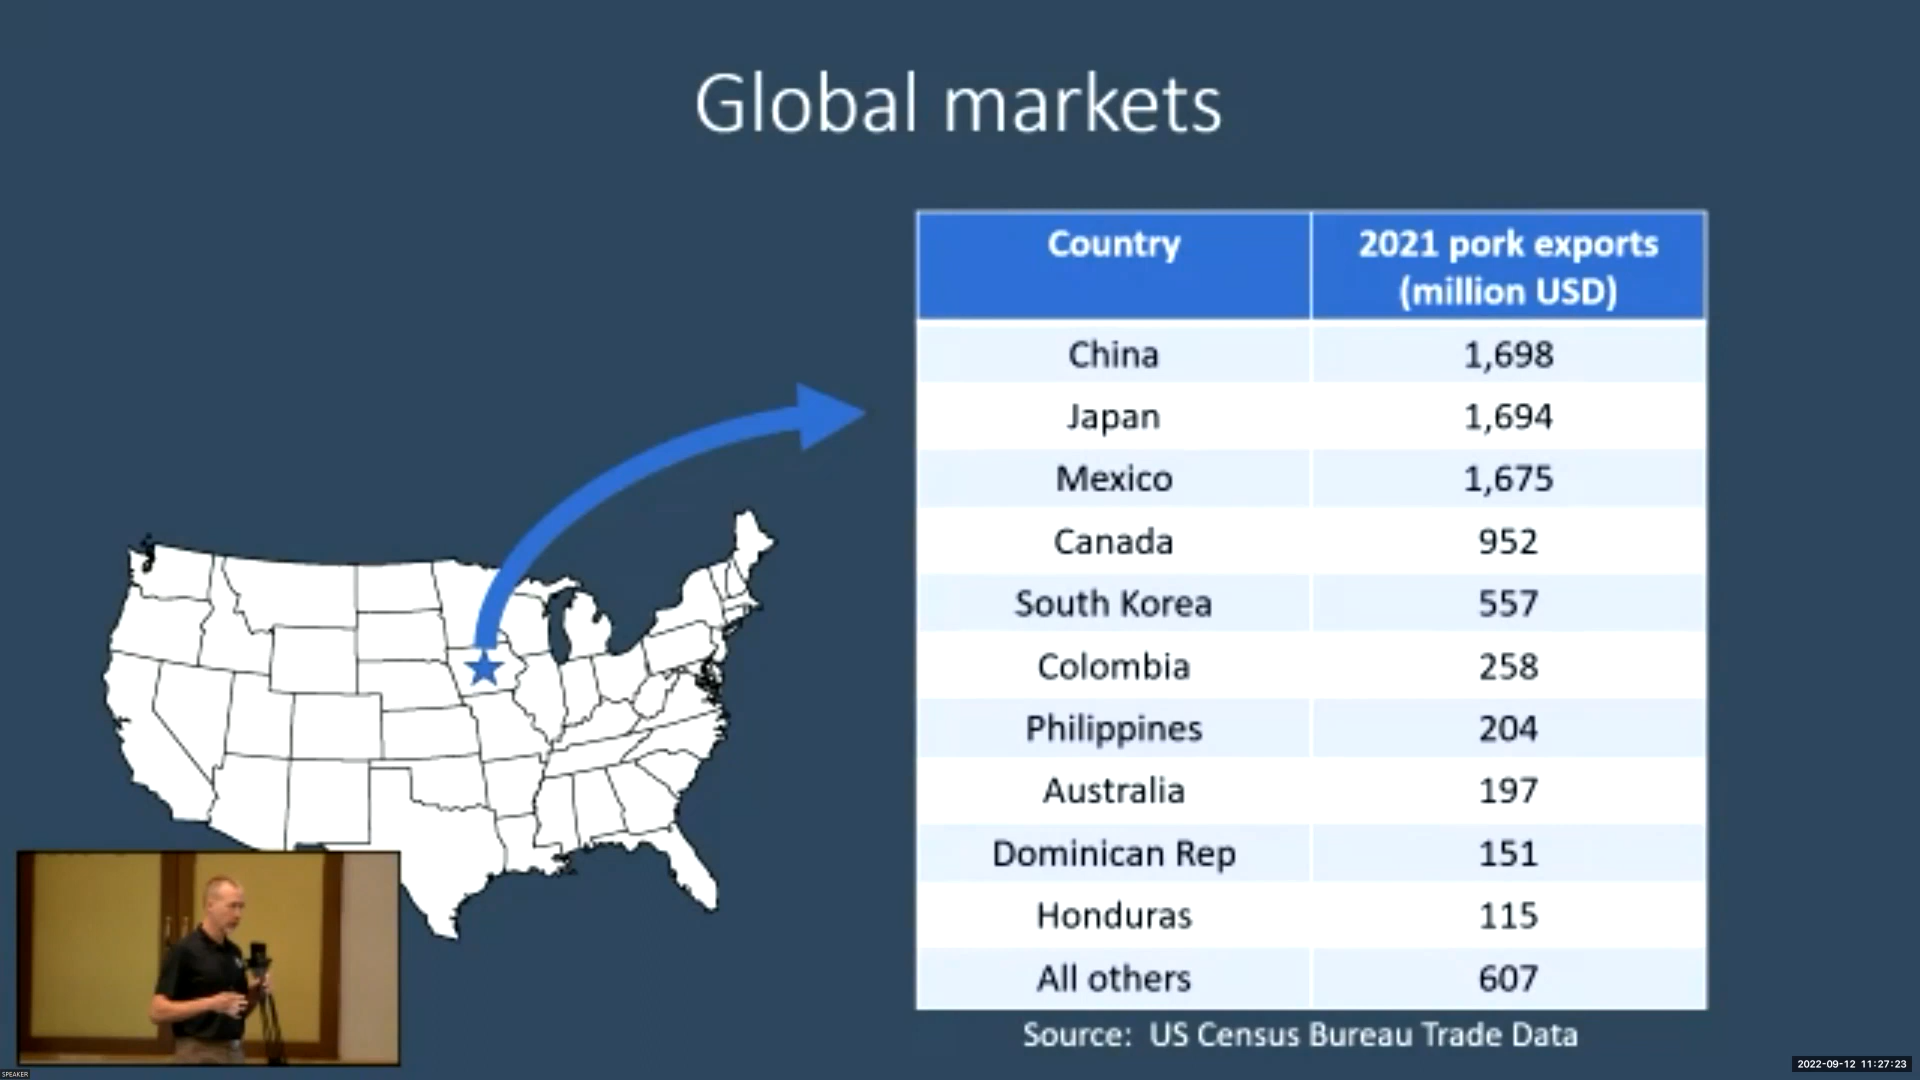 Global markets
Country
2021 pork exports
(million USD)
China 1,698
Japan 1,694
Mexico 1,675
Canada 952
South Korea 557
Colombia 258
Philippines 204
Australia 197
Dominican Rep 151
Honduras 115
All others 607
Source: US Census Bureau Trade Data
SPEAKER
2022-09-12 11:27:23